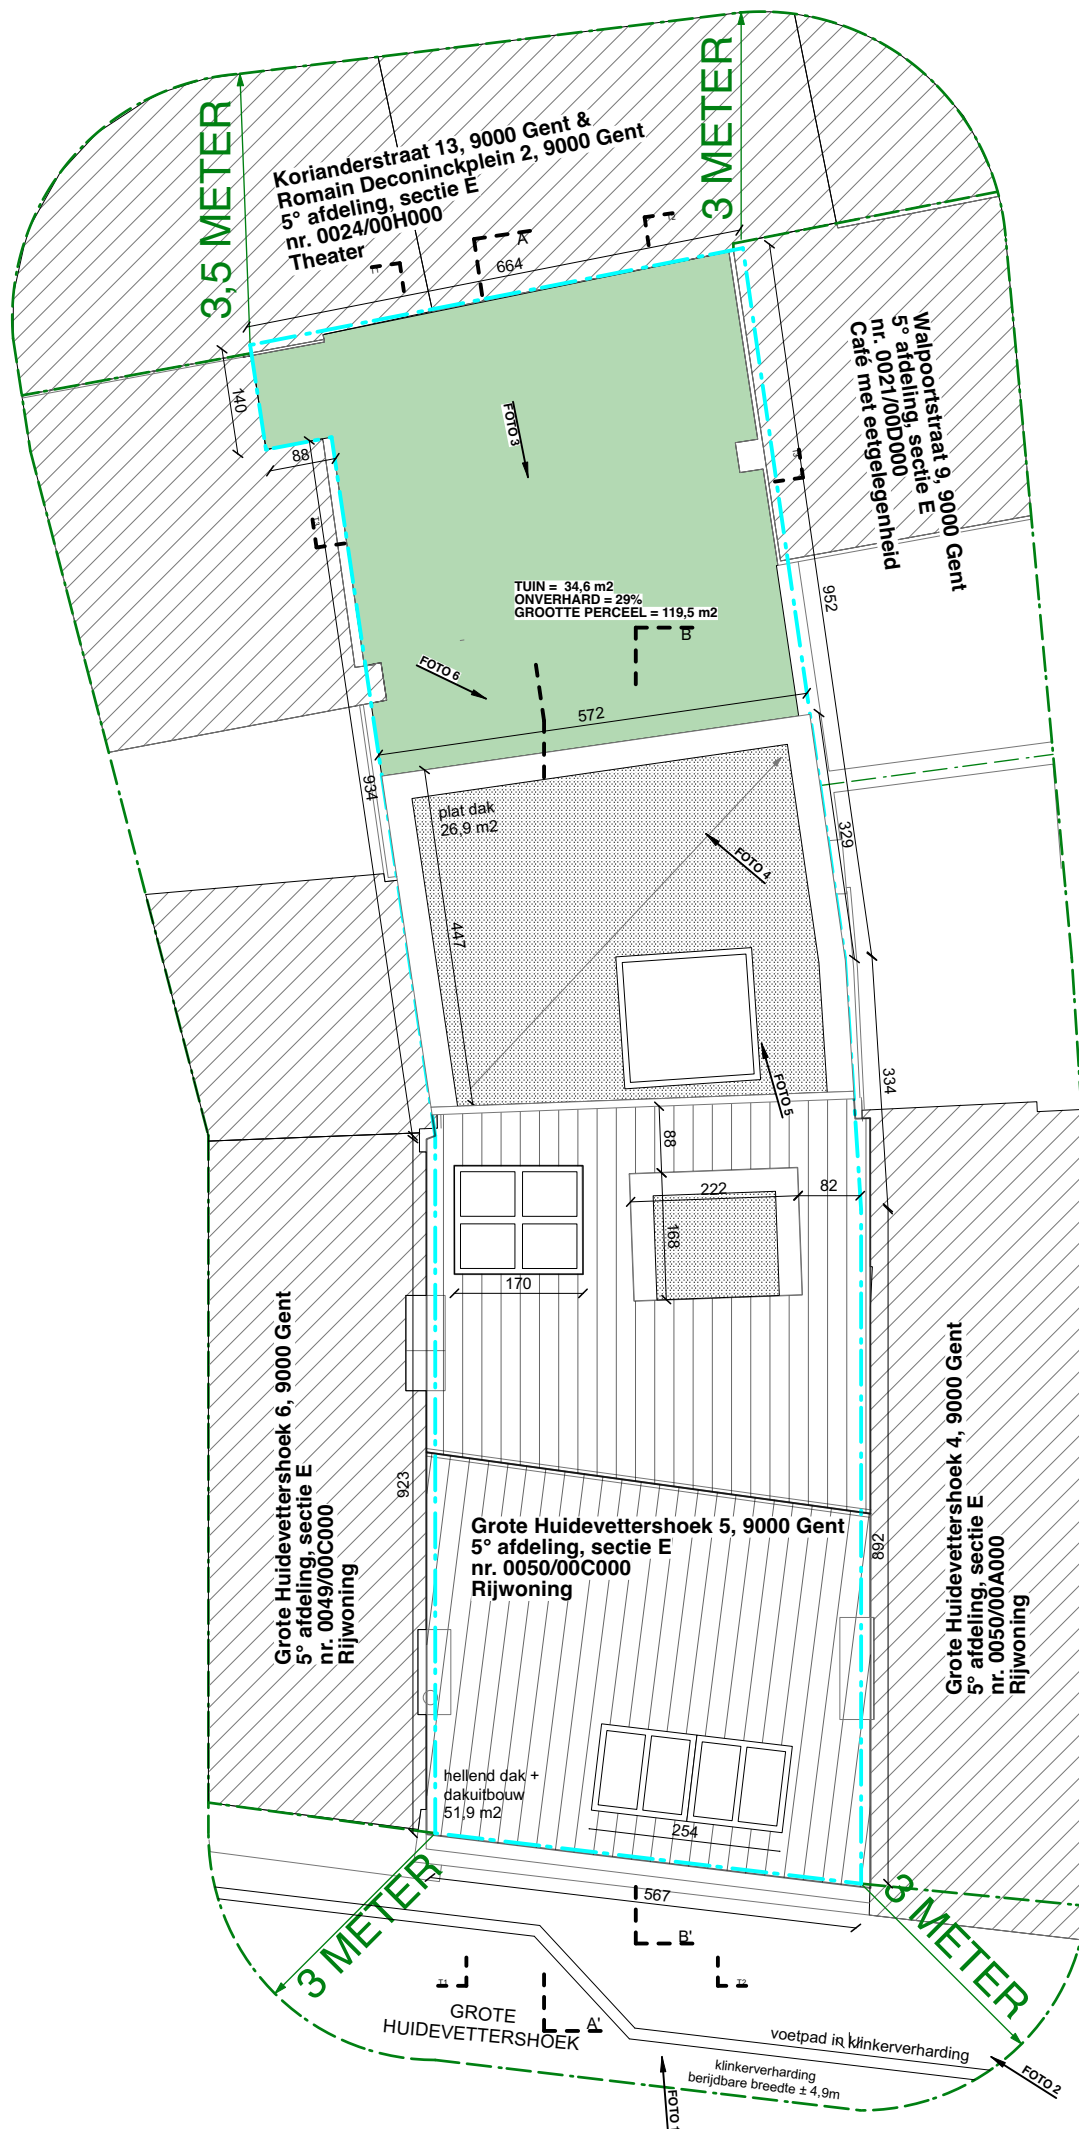 3,5 METER
3 METER
Korianderstraat 13, 9000 Gent &
Romain Deconinckplein 2, 9000 Gent
5° afdeling, sectie E
nr. 0024/00H000
Theater
A
664
T2
140
88
FOTO 3
Walpoortstraat 9, 9000 Gent
5° afdeling, sectie E
nr. 0021/00D000
Café met eetgelegenheid
TUIN = 34,6 m2
ONVERHARD = 29%
GROOTTE PERCEEL = 119,5 m2
B
952
FOTO 6
572
934
plat dak
26,9 m2
329
FOTO 4
447
334
FOTO 5
88
222
82
168
170
Grote Huidevettershoek 6, 9000 Gent
5° afdeling, sectie E
nr. 0049/00C000
Rijwoning
923
Grote Huidevettershoek 5, 9000 Gent
5° afdeling, sectie E
nr. 0050/00C000
Rijwoning
892
Grote Huidevettershoek 4, 9000 Gent
5° afdeling, sectie E
nr. 0050/00A000
Rijwoning
hellend dak +
dakuitbouw
51,9 m2
254
3 METER
567
3 METER
B'
T1
T2
GROTE
HUIDEVETTERSHOEK
A'
voetpad in klinkerverharding
klinkerverharding
berijdbare breedte ± 4,9m
FOTO 2
FOTO 1